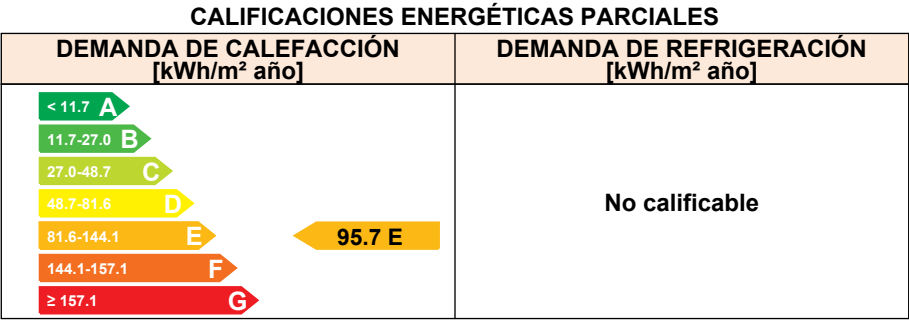 CALIFICACIONES ENERGÉTICAS PARCIALES
DEMANDA DE CALEFACCIÓN
[kWh/m² año]
DEMANDA DE REFRIGERACIÓN
[kWh/m² año]
< 11.7 A
11.7-27.0 B
27.0-48.7 C
48.7-81.6 D
81.6-144.1 E
95.7 E
144.1-157.1 F
≥ 157.1 G
No calificable